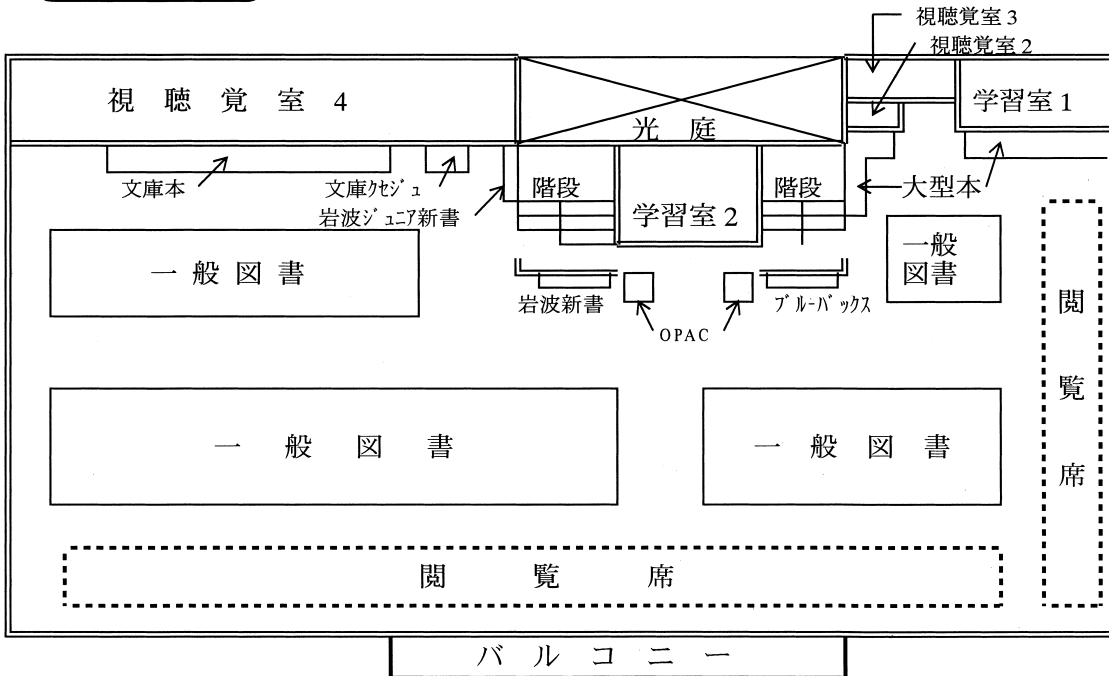 視聴覚室3
視聴覚室2
視聴覚室4
光庭
学習室1
文庫本
文庫クセジュ
岩波ジュニア新書
階段
学習室2
階段
大型本
一般図書
一般
図書
岩波新書
OPAC
ブルーバックス
閲覧席
一般図書
一般図書
閲覧席
バルコニー